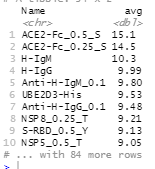 Name avg
<chr> <dbl>
1 ACE2-Fc_0.5_S 15.1
2 ACE2-Fc_0.25_S 14.5
3 H-IgM 10.3
4 H-IgG 9.99
5 Anti-H-IgM_0.1 9.80
6 UBE2D3-His 9.53
7 Anti-H-IgG_0.1 9.48
8 NSP8_0.25_T 9.21
9 S-RBD_0.5_Y 9.13
10 NSP5_0.5_T 9.05
# ... with 84 more rows
>